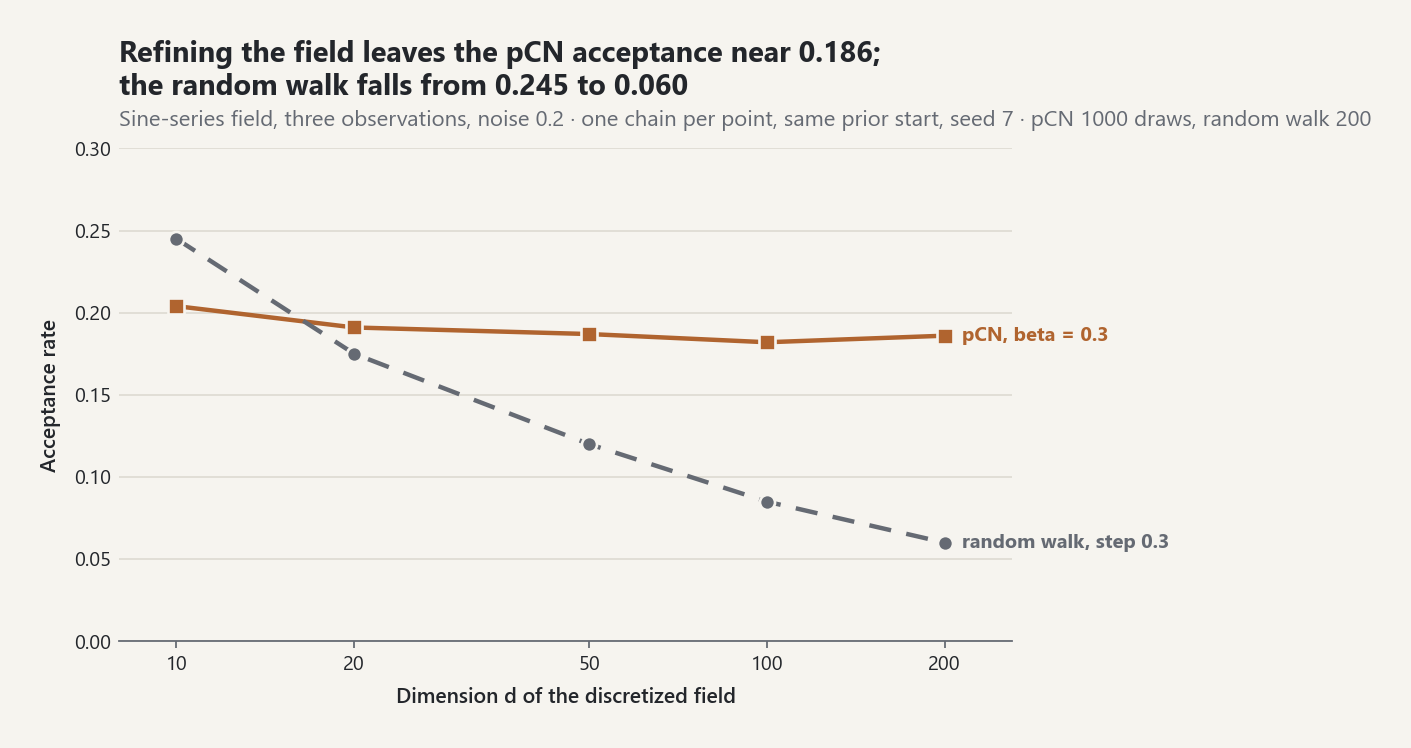 Refining the field leaves the pCN acceptance near 0.186;
the random walk falls from 0.245 to 0.060
Sine-series field, three observations, noise 0.2 · one chain per point, same prior start, seed 7 · pCN 1000 draws, random walk 200
0.30
0.25
0.20
0.15
0.10
0.05
0.00
Acceptance rate
pCN, beta = 0.3
random walk, step 0.3
10
20
50
100
200
Dimension d of the discretized field